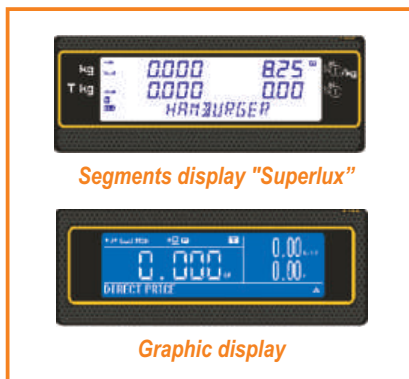 kg 0.000 8.25 /kg
T kg 0.000 0.00
HAMBURGER
Segments display "Superlux”
0.000 0.00
0.00
DIRECT PRICE
Graphic display